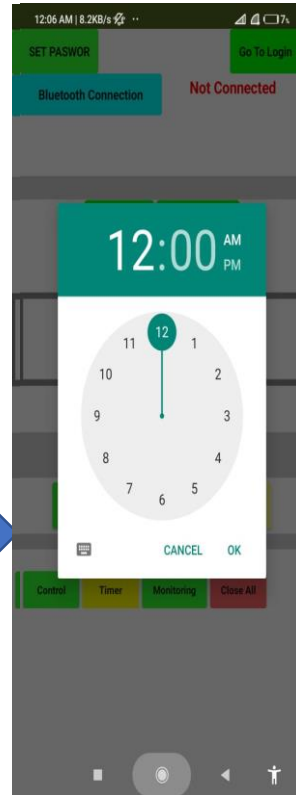 12:06 AM | 8.2KB/s
SET PASWOR
Go To Login
Bluetooth Connection
Not Connected
12:00
AM
PM
12
11
1
10
2
9
3
8
4
7
5
6
CANCEL
OK
Control
Timer
Monitoring
Close All